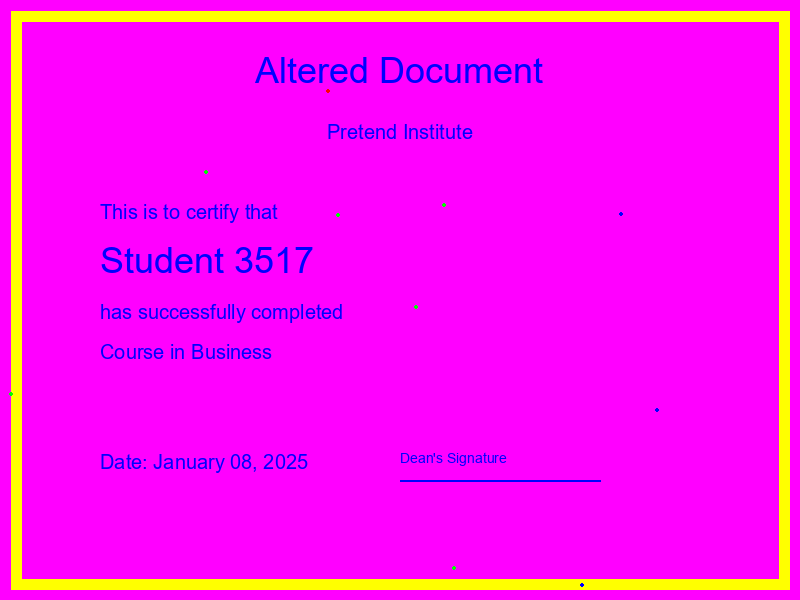 Altered Document
Pretend Institute
This is to certify that
Student 3517
has successfully completed
Course in Business
Date: January 08, 2025
Dean's Signature